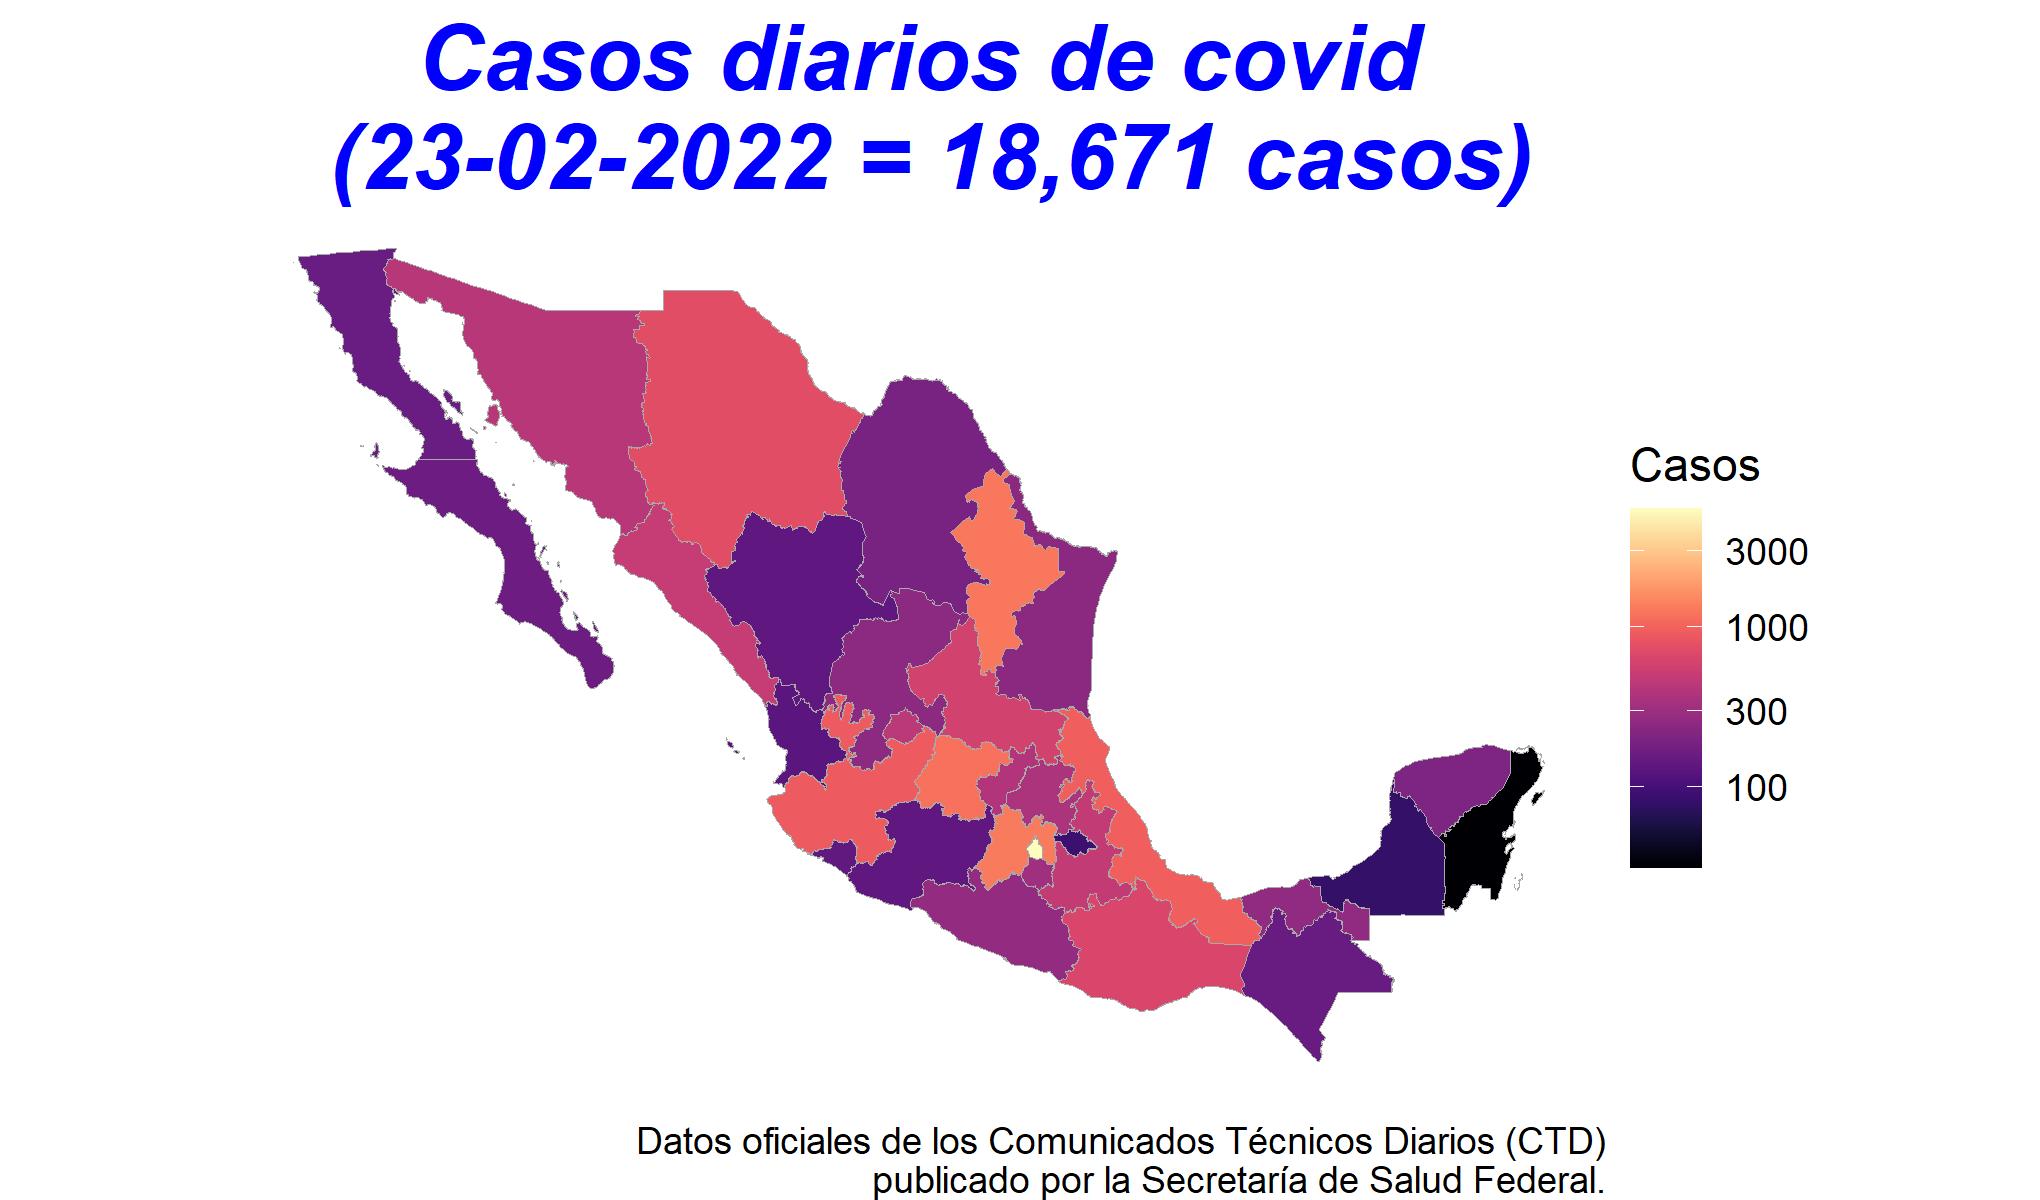 Casos diarios de covid
(23-02-2022 = 18,671 casos)
Casos
3000
1000
300
100
Datos oficiales de los Comunicados Técnicos Diarios (CTD)
publicado por la Secretaría de Salud Federal.